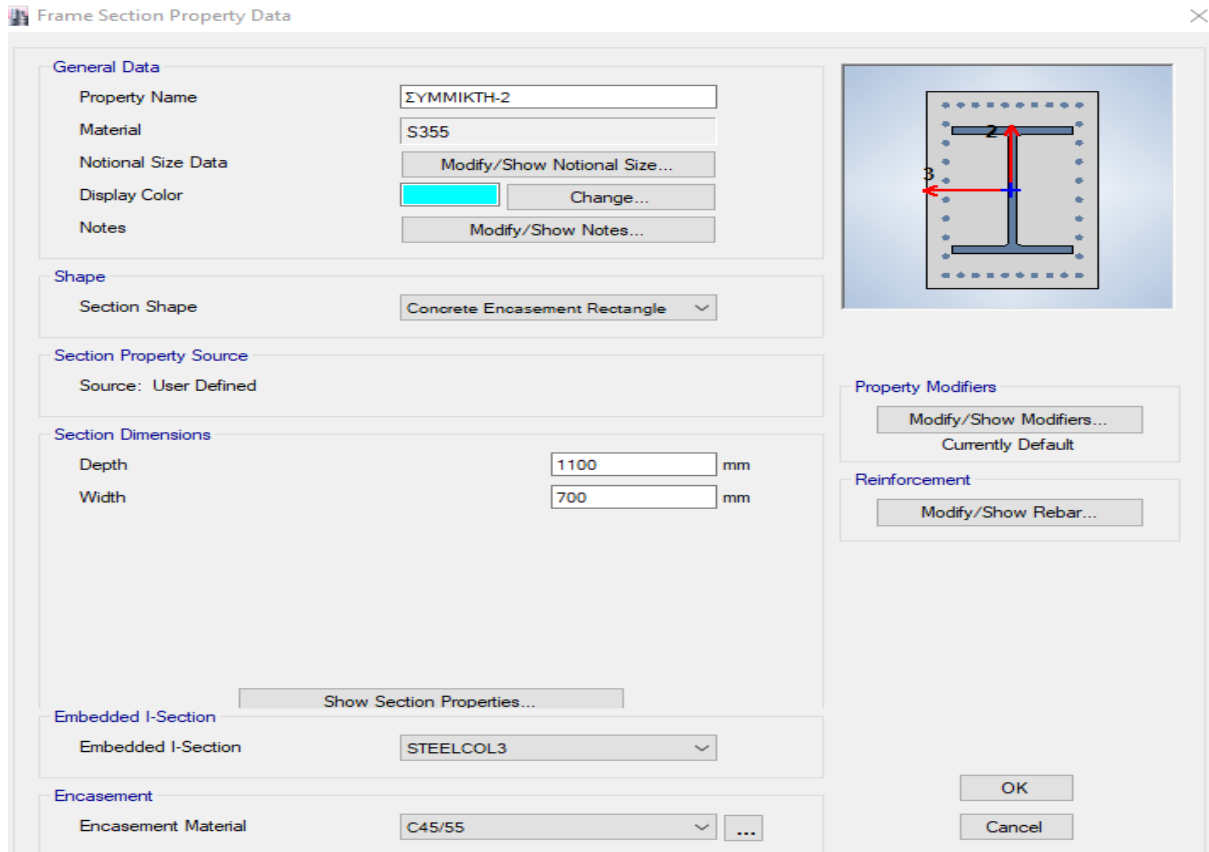 Frame Section Property Data
General Data
Property Name ΣΥΜΜΙΚΤΗ-2
Material S355
Notional Size Data Modify/Show Notional Size...
Display Color Change...
Notes Modify/Show Notes...
2
3
Shape
Section Shape Concrete Encasement Rectangle
Section Property Source
Source: User Defined
Property Modifiers
Modify/Show Modifiers...
Currently Default
Section Dimensions
Depth 1100 mm
Width 700 mm
Reinforcement
Modify/Show Rebar...
Show Section Properties...
Embedded I-Section
Embedded I-Section STEELCOL3
Encasement
Encasement Material C45/55 ...
OK
Cancel